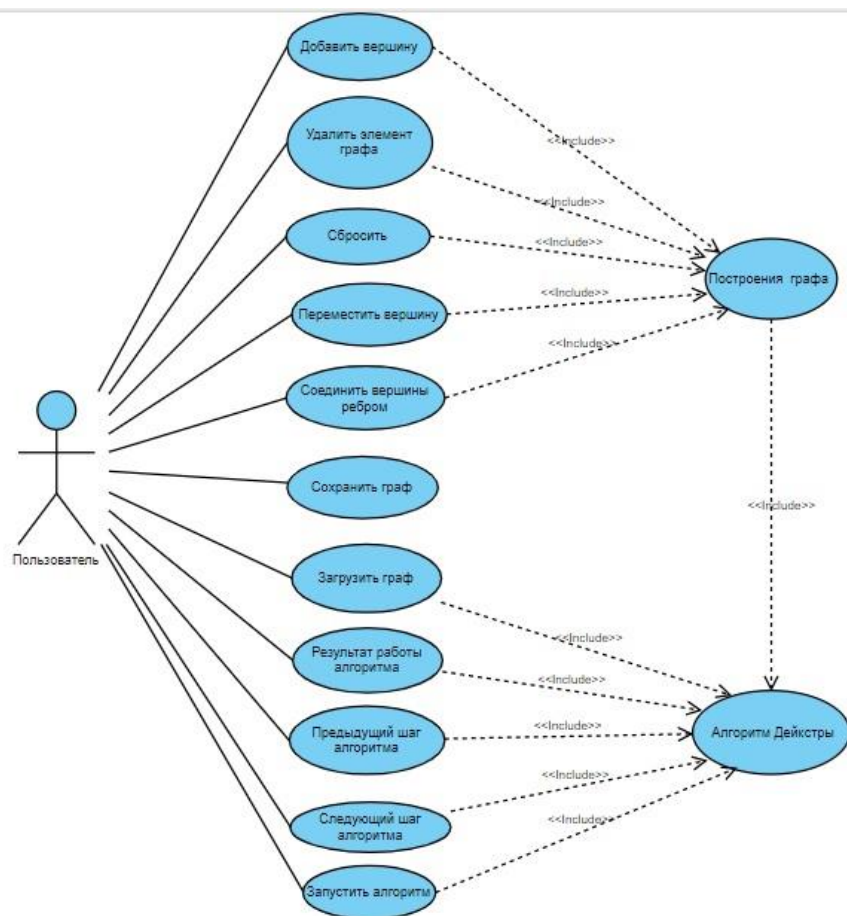 Добавить вершину
<<Include>>
Удалить элемент
графа
<<Include>>
Сбросить
<<Include>>
Построения графа
Переместить вершину
<<Include>>
<<Include>>
Соединить вершины
ребром
Сохранить граф
<<Include>>
Пользователь
Загрузить граф
<<Include>>
Результат работы
алгоритма
<<Include>>
Предыдущий шаг
алгоритма
<<Include>>
Алгоритм Дейкстры
<<Include>>
Следующий шаг
алгоритма
<<Include>>
Запустить алгоритм